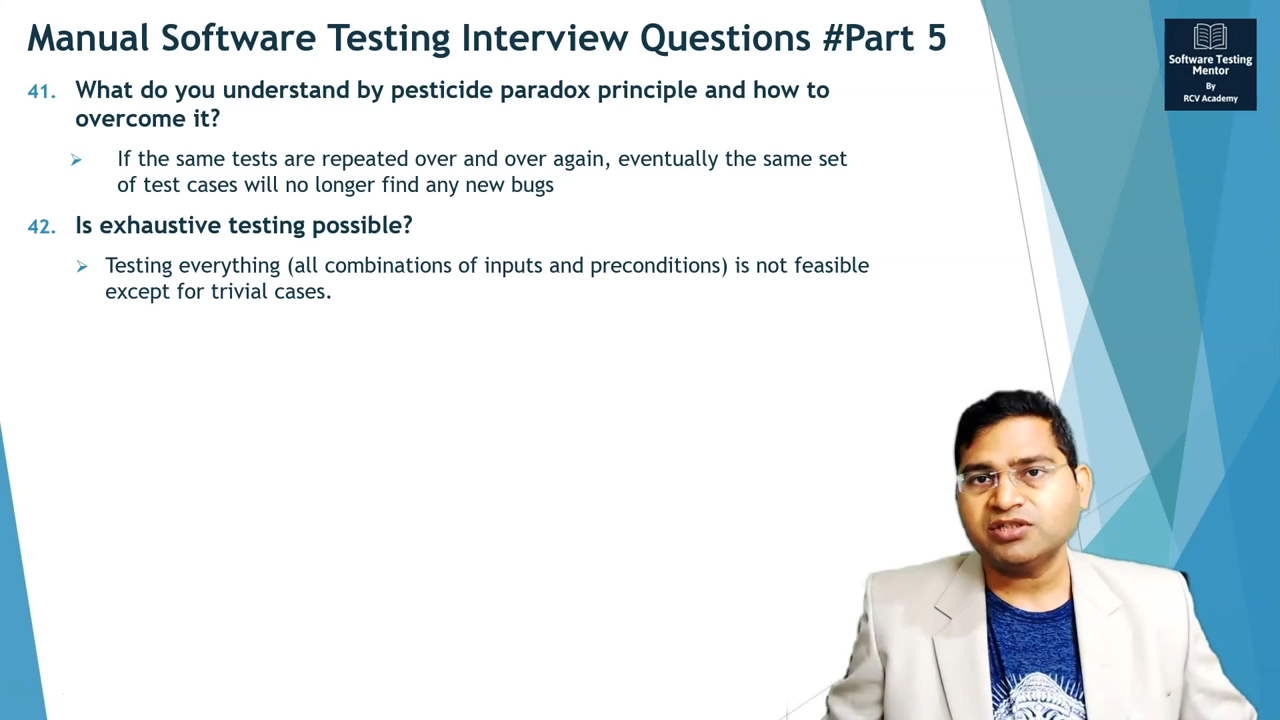 Manual Software Testing Interview Questions #Part 5
Software Testing
Mentor
By
RCV Academy
41. What do you understand by pesticide paradox principle and how to
overcome it?
If the same tests are repeated over and over again, eventually the same set
of test cases will no longer find any new bugs
42. Is exhaustive testing possible?
Testing everything (all combinations of inputs and preconditions) is not feasible
except for trivial cases.